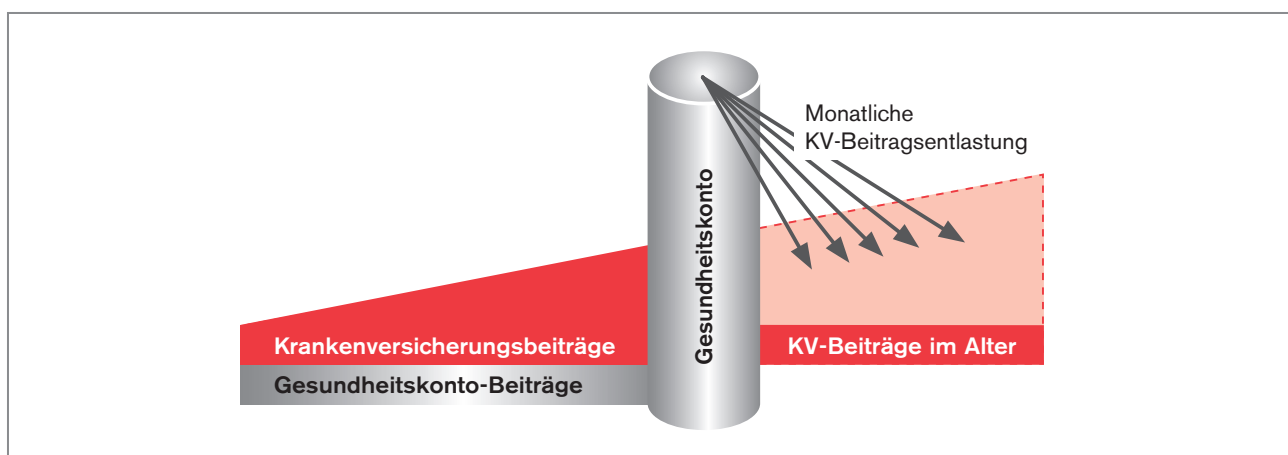 Monatliche
KV-Beitragsentlastung
Gesundheitskonto
Krankenversicherungsbeiträge
KV-Beiträge im Alter
Gesundheitskonto-Beiträge